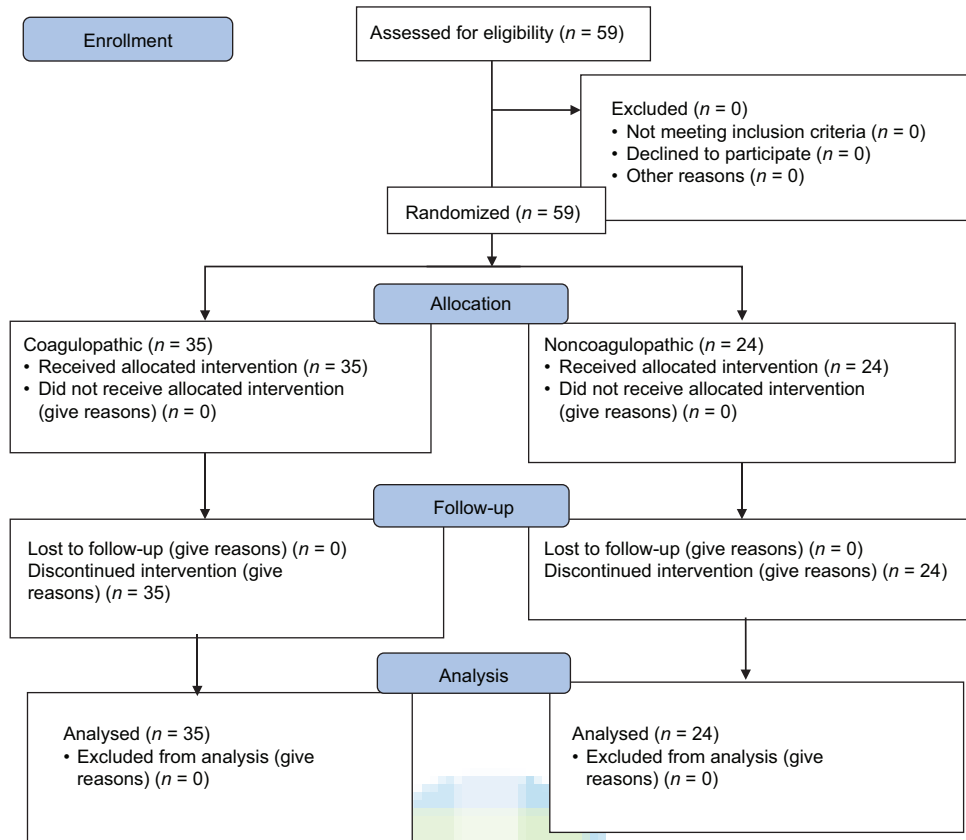 Enrollment
Assessed for eligibility (n = 59)
Excluded (n = 0)
• Not meeting inclusion criteria (n = 0)
• Declined to participate (n = 0)
• Other reasons (n = 0)
Randomized (n = 59)
Allocation
Coagulopathic (n = 35)
• Received allocated intervention (n = 35)
• Did not receive allocated intervention
(give reasons) (n = 0)
Noncoagulopathic (n = 24)
• Received allocated intervention (n = 24)
• Did not receive allocated intervention
(give reasons) (n = 0)
Follow-up
Lost to follow-up (give reasons) (n = 0)
Discontinued intervention (give
reasons) (n = 35)
Lost to follow-up (give reasons) (n = 0)
Discontinued intervention (give reasons) (n = 24)
Analysis
Analysed (n = 35)
• Excluded from analysis (give
reasons) (n = 0)
Analysed (n = 24)
• Excluded from analysis (give
reasons) (n = 0)